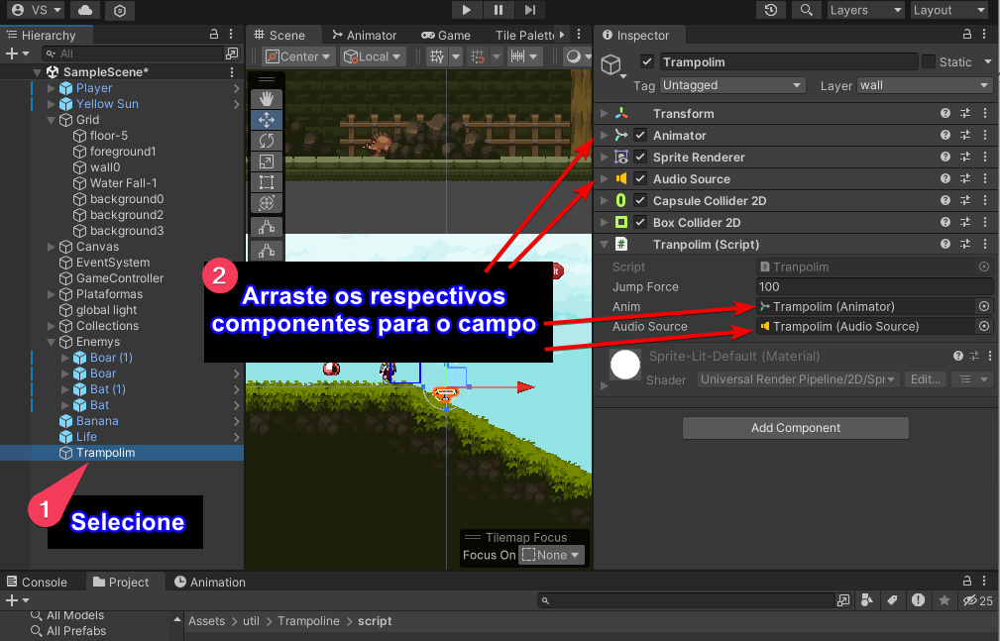 VS
Layers
Layout
Hierarchy
All
SampleScene*
Player
Yellow Sun
Grid
floor-5
foreground1
wall0
Water Fall-1
background0
background2
background3
Canvas
EventSystem
GameController
Plataformas
global light
Collections
Enemys
Boar (1)
Boar
Bat (1)
Bat
Banana
Life
Trampolim
1
Selecione
Scene
Animator
Game
Tile Palett
Center
Local
2
Arraste os respectivos
componentes para o campo
Tilemap Focus
Focus On
None
Inspector
Trampolim
Static
Tag
Untagged
Layer
wall
Transform
Animator
Sprite Renderer
Audio Source
Capsule Collider 2D
Box Collider 2D
Tranpolim (Script)
Script
Tranpolim
Jump Force
100
Anim
Trampolim (Animator)
Audio Source
Trampolim (Audio Source)
Sprite-Lit-Default (Material)
Shader
Universal Render Pipeline/2D/Spr
Edit...
Add Component
Console
Project
Animation
25
All Models
All Prefabs
Assets > util > Trampoline > script